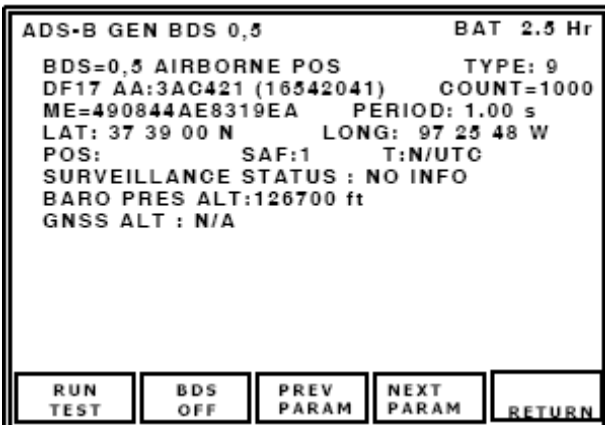 ADS-B GEN BDS 0,5 BAT 2.5 Hr
BDS=0,5 AIRBORNE POS TYPE: 9
DF17 AA:3AC421 (16542041) COUNT=1000
ME=490844AE8319EA PERIOD: 1.00 s
LAT: 37 39 00 N LONG: 97 25 48 W
POS: SAF:1 T:N/UTC
SURVEILLANCE STATUS : NO INFO
BARO PRES ALT:126700 ft
GNSS ALT : N/A
RUN TEST
BDS OFF
PREV PARAM
NEXT PARAM
RETURN